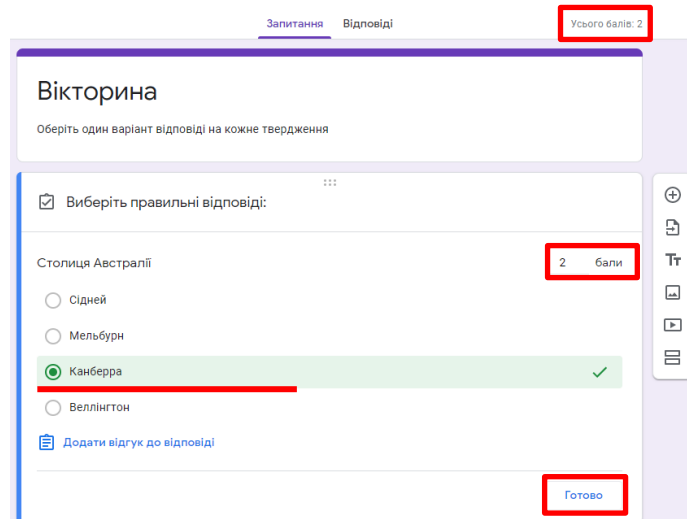 Запитання Відповіді Усього балів: 2
Вікторина
Оберіть один варіант відповіді на кожне твердження
Виберіть правильні відповіді:
Столиця Австралії 2 бали
Сідней
Мельбурн
Канберра
Веллінгтон
Додати відгук до відповіді
Готово
Тт